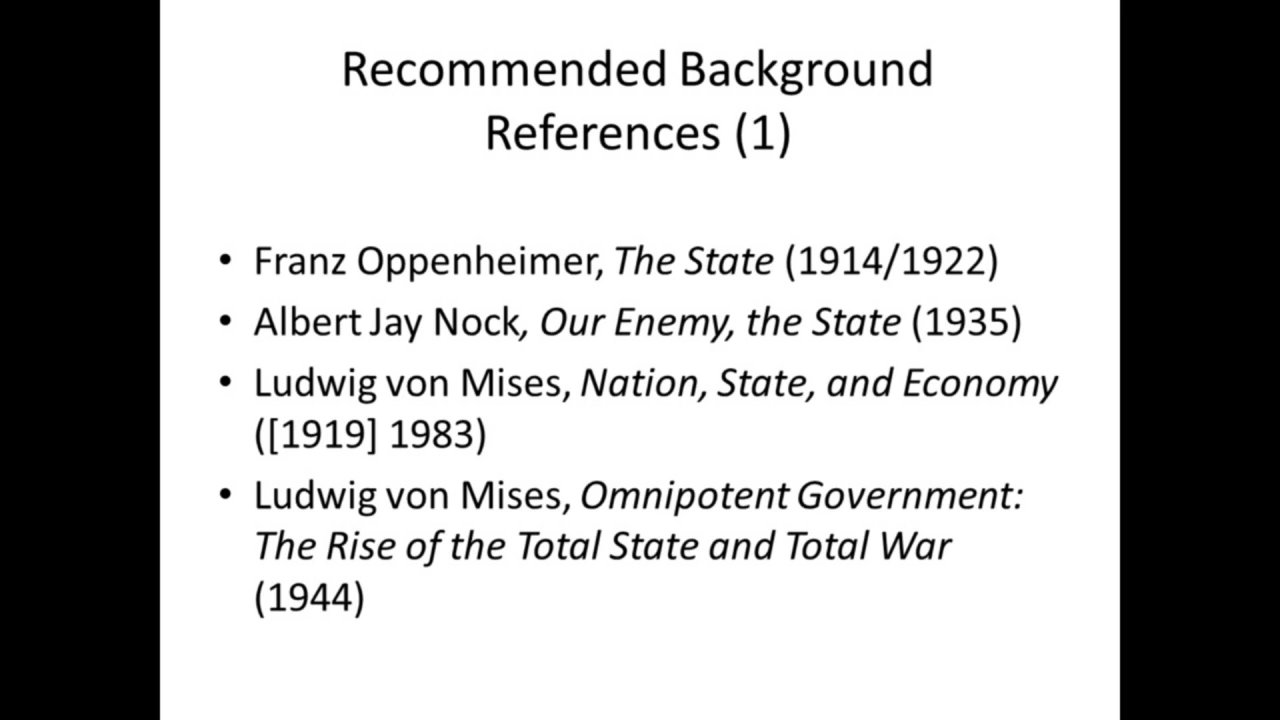 Recommended Background
References (1)
• Franz Oppenheimer, The State (1914/1922)
• Albert Jay Nock, Our Enemy, the State (1935)
• Ludwig von Mises, Nation, State, and Economy
([1919] 1983)
• Ludwig von Mises, Omnipotent Government:
The Rise of the Total State and Total War
(1944)